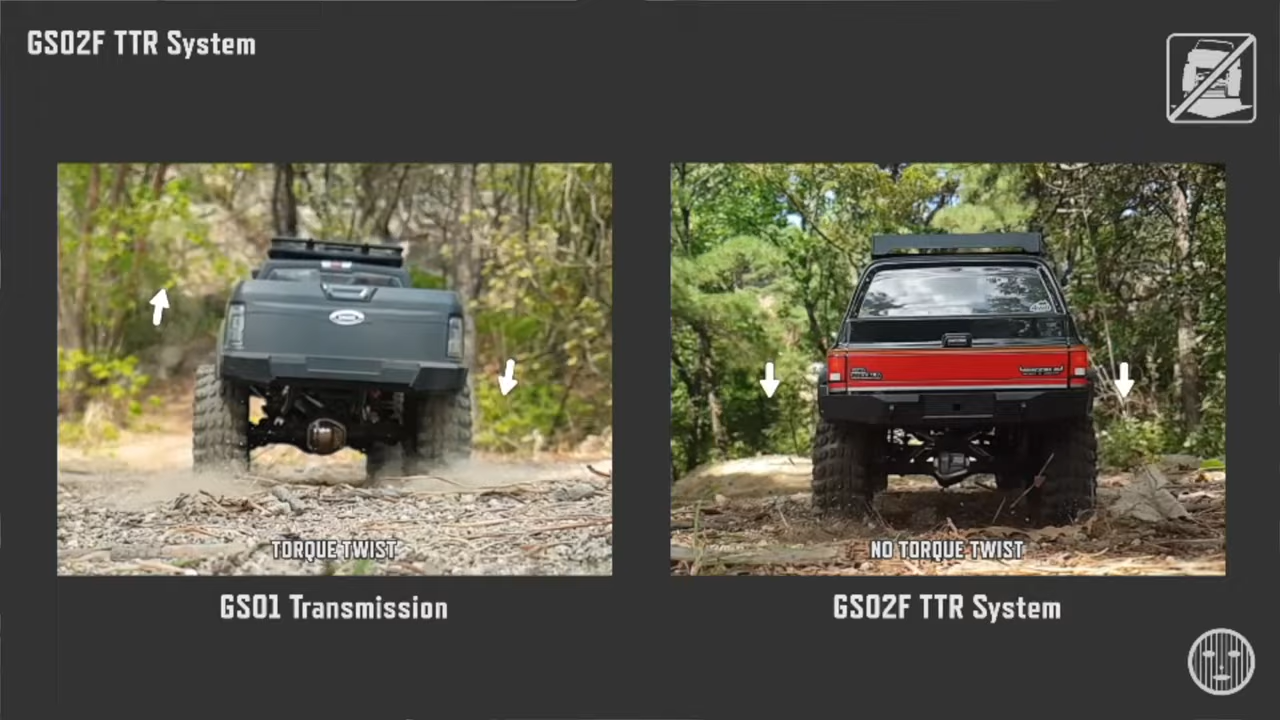 GS02F TTR System
TORQUE TWIST
NO TORQUE TWIST
GS01 Transmission
GS02F TTR System